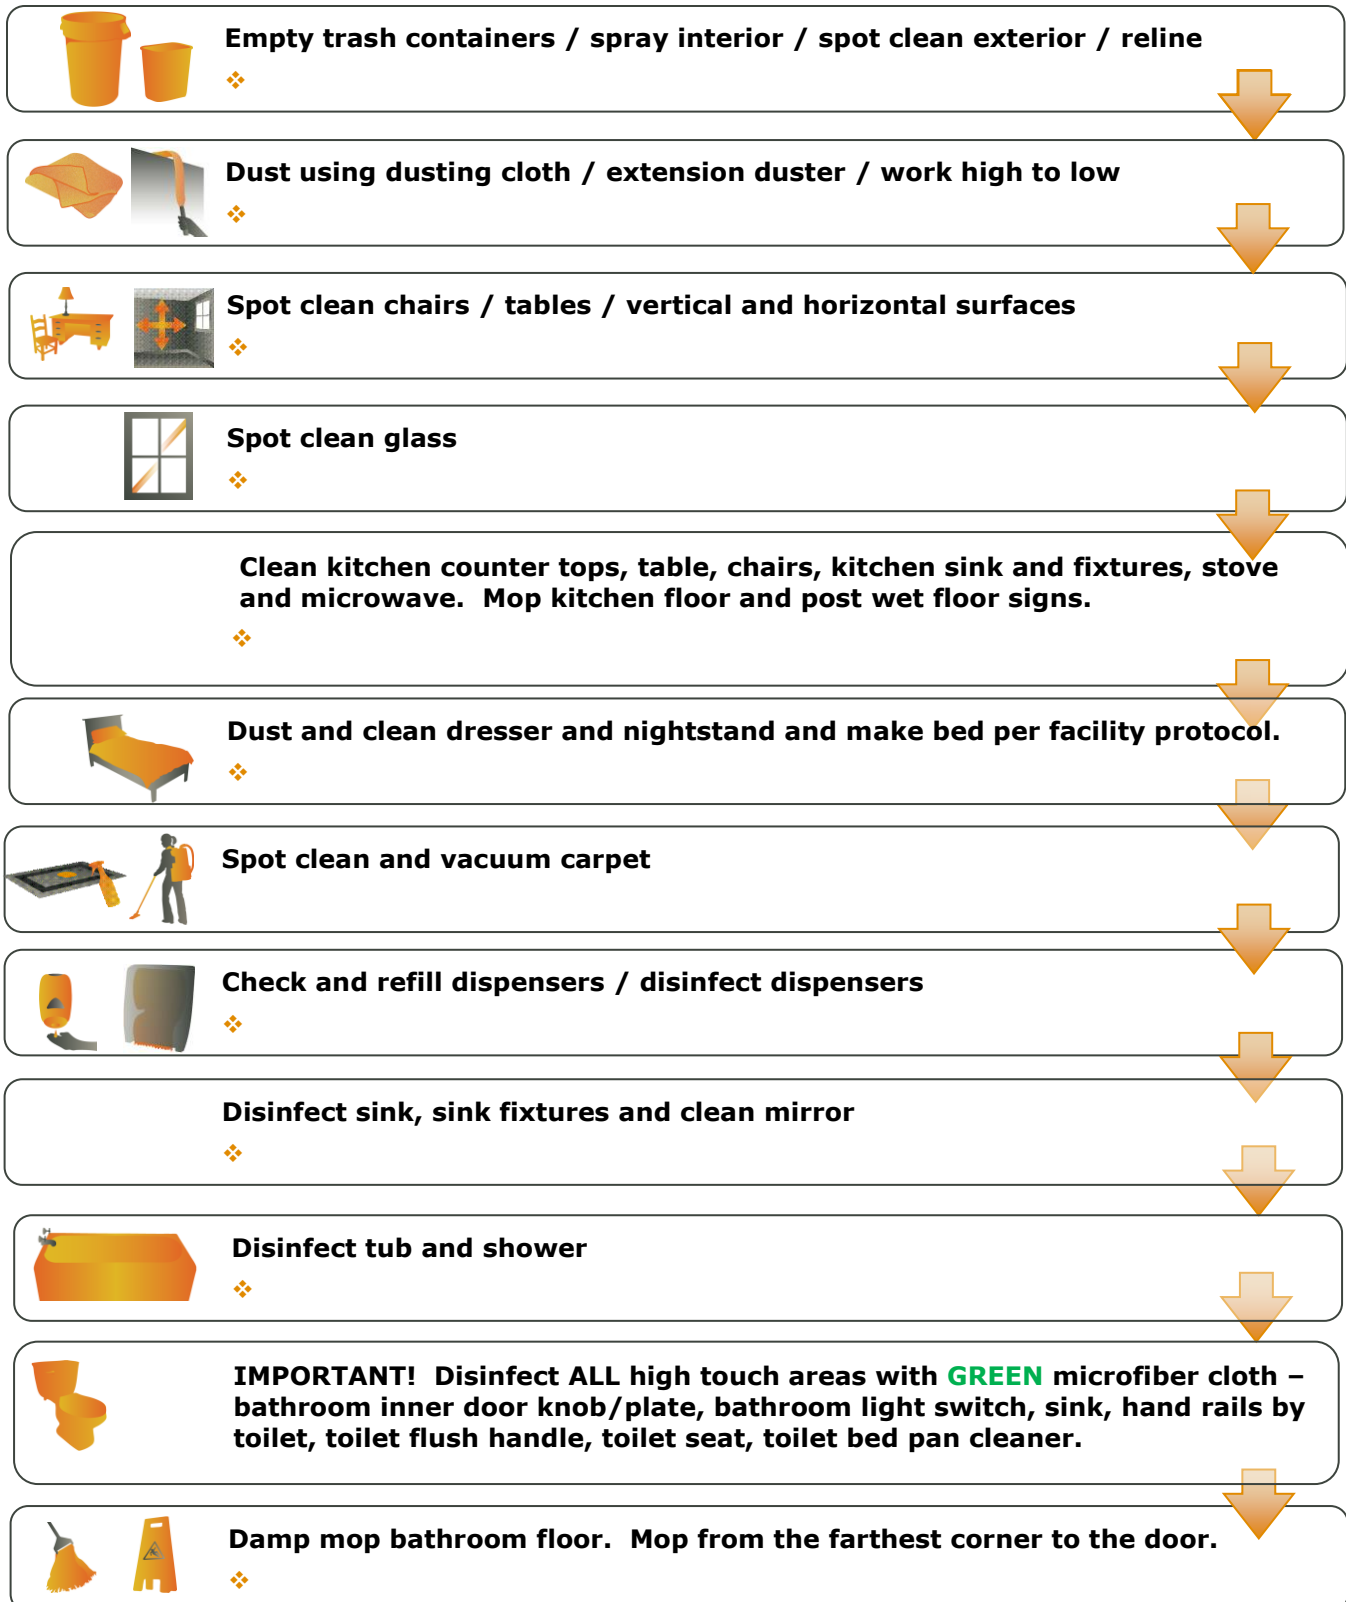 Empty trash containers / spray interior / spot clean exterior / reline
Dust using dusting cloth / extension duster / work high to low
Spot clean chairs / tables / vertical and horizontal surfaces
Spot clean glass
Clean kitchen counter tops, table, chairs, kitchen sink and fixtures, stove
and microwave.  Mop kitchen floor and post wet floor signs.
Dust and clean dresser and nightstand and make bed per facility protocol.
Spot clean and vacuum carpet
Check and refill dispensers / disinfect dispensers
Disinfect sink, sink fixtures and clean mirror
Disinfect tub and shower
IMPORTANT!  Disinfect ALL high touch areas with GREEN microfiber cloth –
bathroom inner door knob/plate, bathroom light switch, sink, hand rails by
toilet, toilet flush handle, toilet seat, toilet bed pan cleaner.
Damp mop bathroom floor.  Mop from the farthest corner to the door.